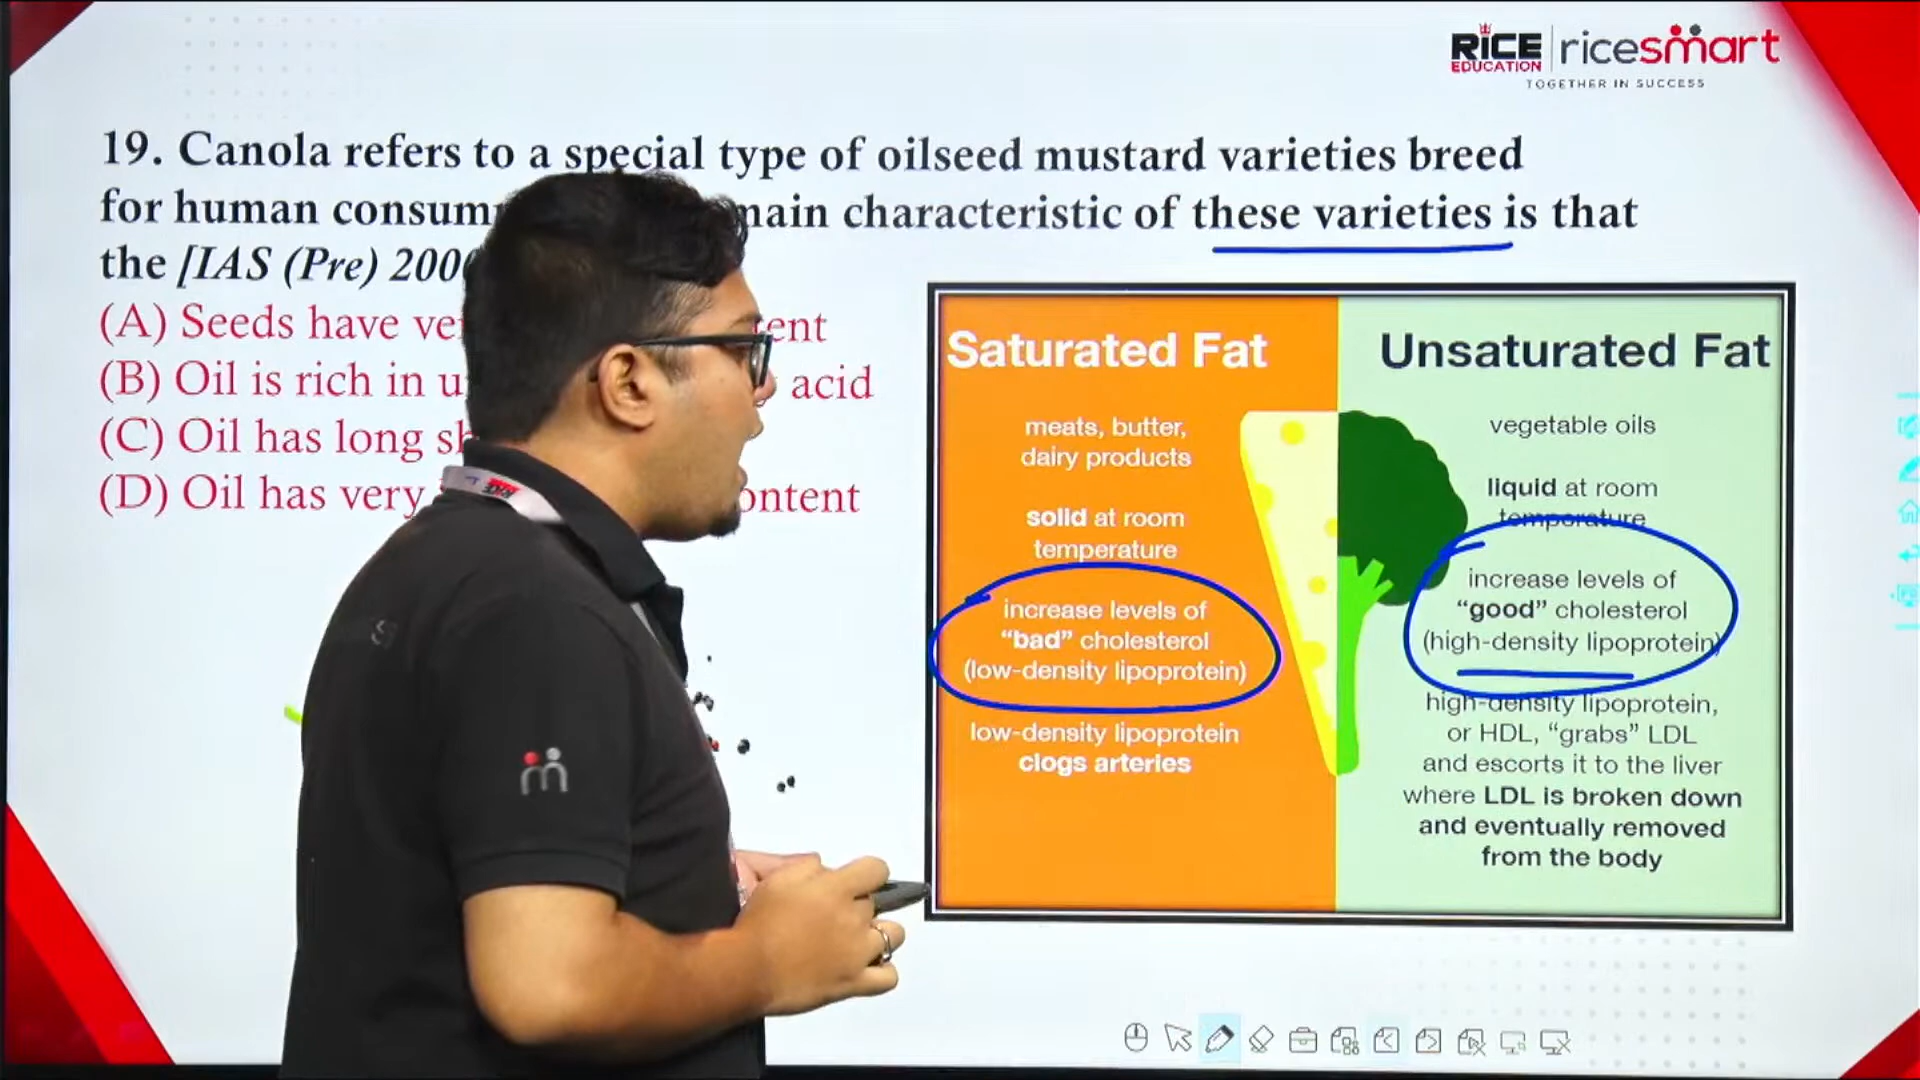 RICE EDUCATION ricesmart
TOGETHER IN SUCCESS
19. Canola refers to a special type of oilseed mustard varieties breed
for human main characteristic of these varieties is that
the [IAS (Pre)
(A) Seeds have
(B) Oil is rich in acid
(C) Oil has long
(D) Oil has very
Saturated Fat
meats, butter,
dairy products
solid at room
temperature
increase levels of
“bad” cholesterol
(low-density lipoprotein)
low-density lipoprotein
clogs arteries
Unsaturated Fat
vegetable oils
liquid at room
temperature
increase levels of
“good” cholesterol
(high-density lipoprotein)
high-density lipoprotein,
or HDL, “grabs” LDL
and escorts it to the liver
where LDL is broken down
and eventually removed
from the body